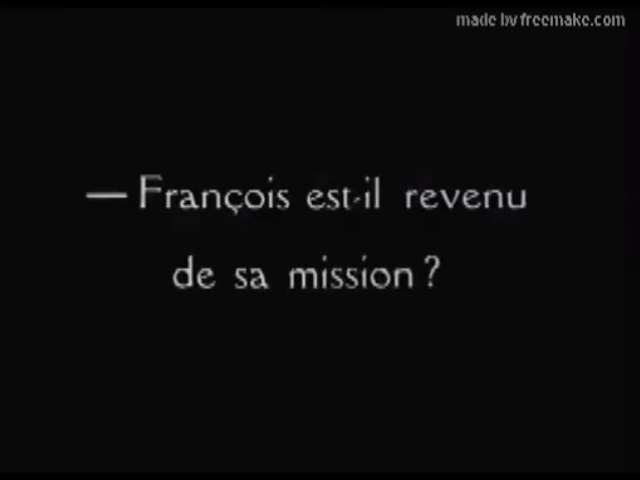 made by freemake.com
— François est-il revenu
de sa mission ?